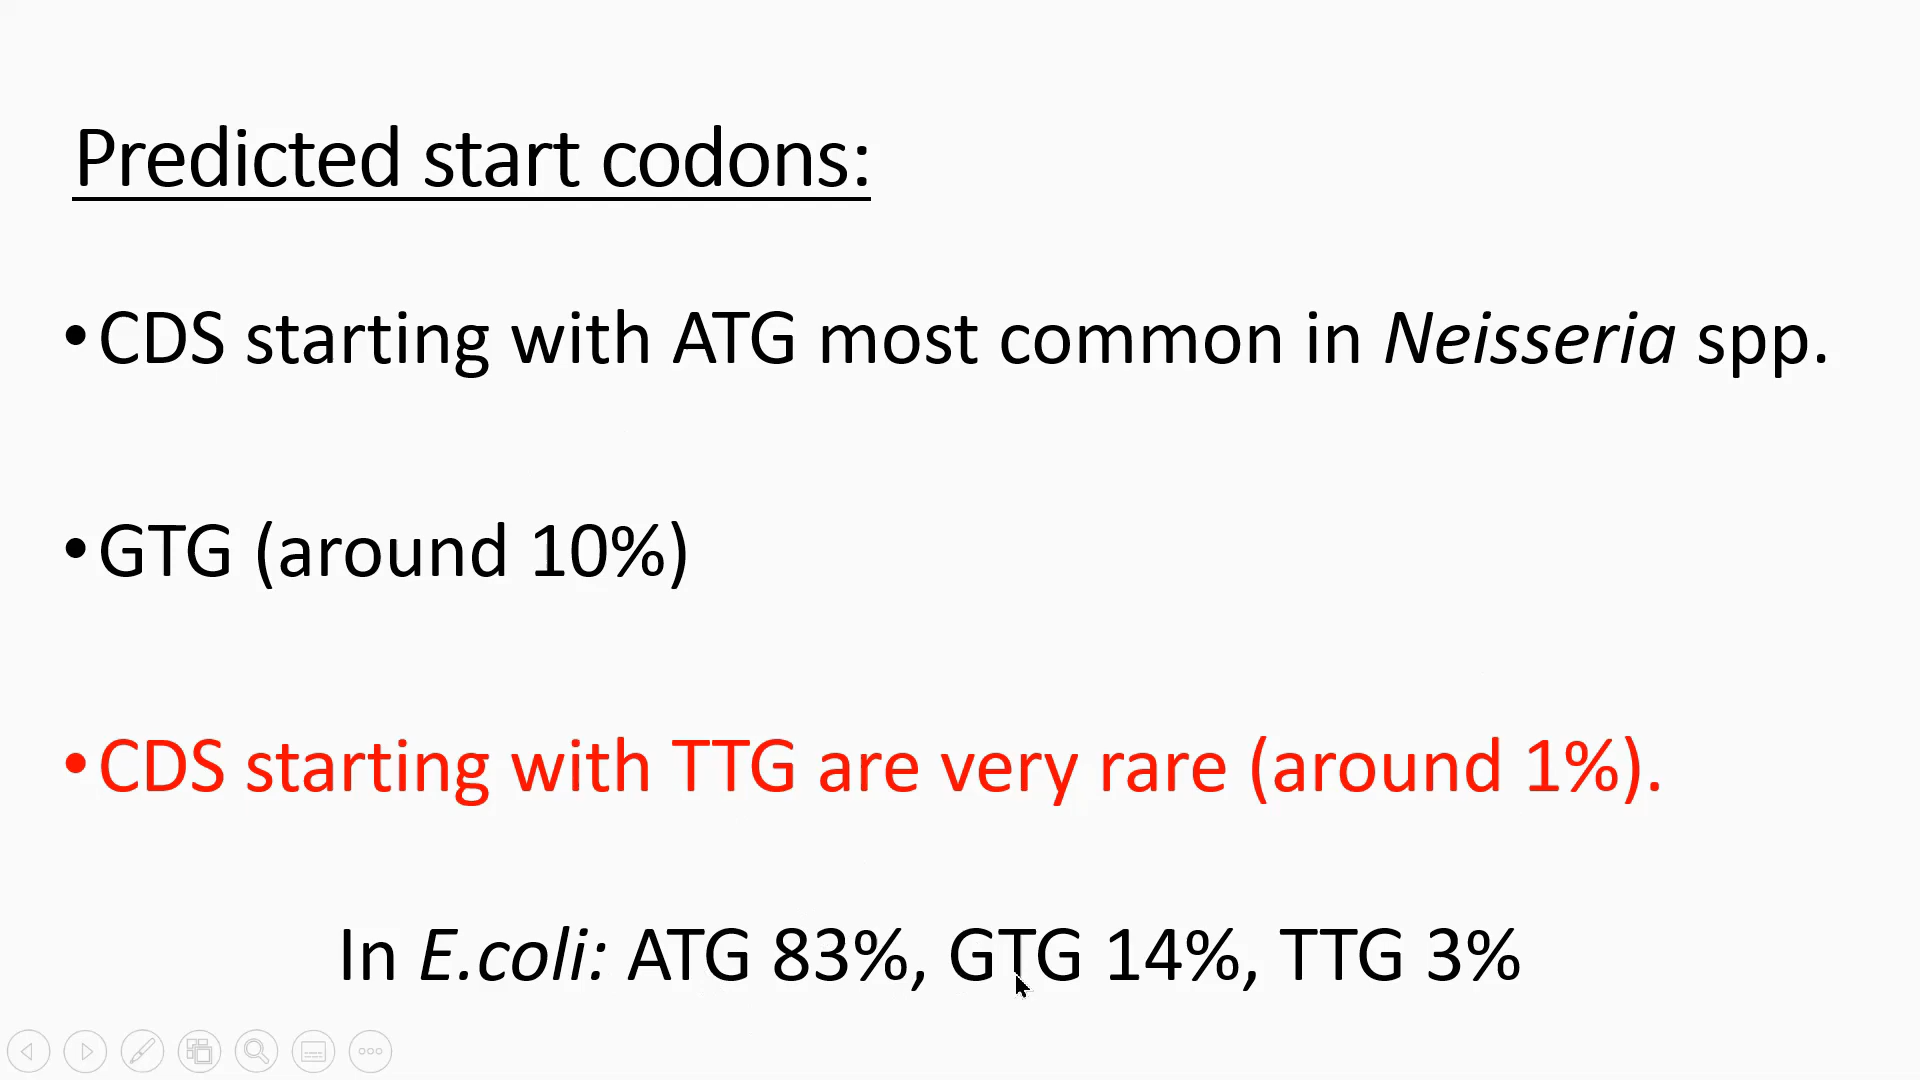 Predicted start codons:
•CDS starting with ATG most common in Neisseria spp.
•GTG (around 10%)
•CDS starting with TTG are very rare (around 1%).
In E.coli: ATG 83%, GTG 14%, TTG 3%